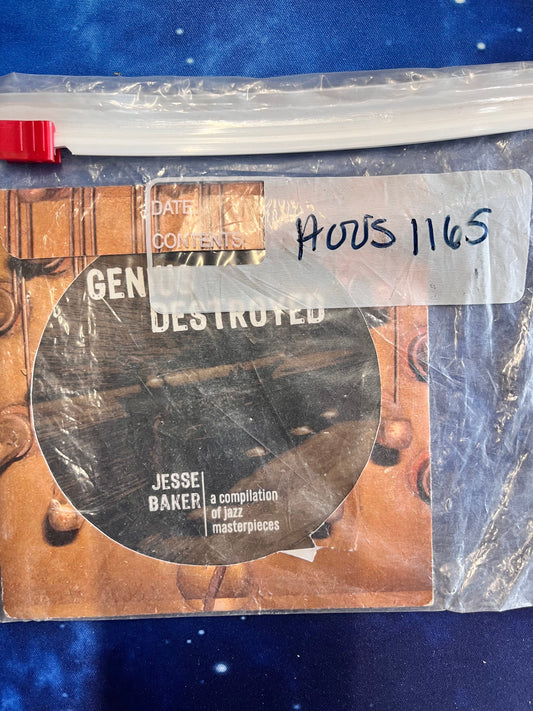 DATE:
CONTENTS:
AOUS 1165
GENIUS
DESTROYED
JESSE
BAKER
a compilation
of jazz
masterpieces